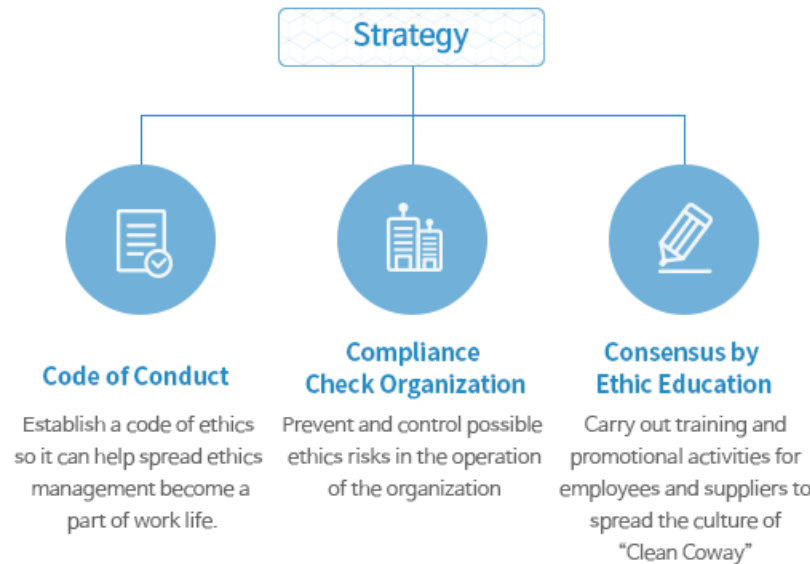 Strategy
Code of Conduct
Establish a code of ethics
so it can help spread ethics
management become a
part of work life.
Compliance
Check Organization
Prevent and control possible
ethics risks in the operation
of the organization
Consensus by
Ethic Education
Carry out training and
promotional activities for
employees and suppliers to
spread the culture of
“Clean Coway”